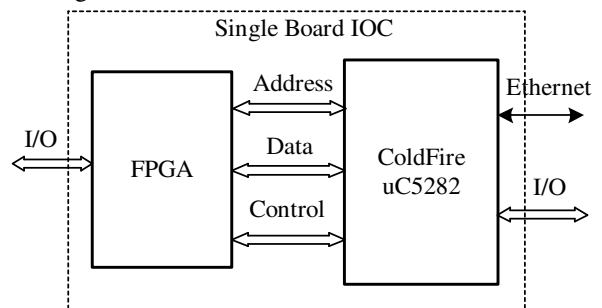 Single Board IOC
Address
Ethernet
I/O
FPGA
Data
ColdFire
uC5282
I/O
Control